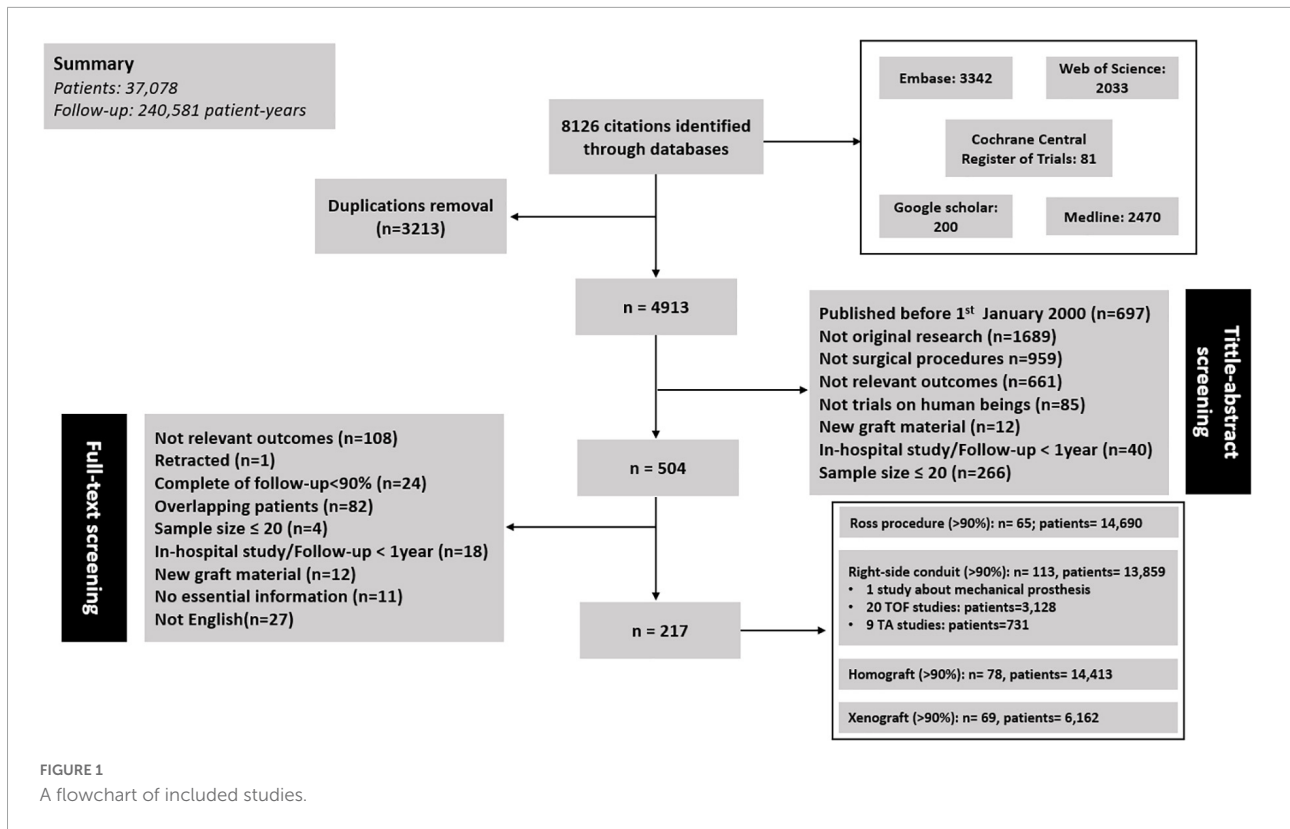 Summary
Patients: 37,078
Follow-up: 240,581 patient-years
8126 citations identified
through databases
Embase: 3342
Web of Science:
2033
Cochrane Central
Register of Trials: 81
Google scholar:
200
Medline: 2470
Duplications removal
(n=3213)
n = 4913
Published before 1st January 2000 (n=697)
Not original research (n=1689)
Not surgical procedures n=959)
Not relevant outcomes (n=661)
Not trials on human beings (n=85)
New graft material (n=12)
In-hospital study/Follow-up < 1year (n=40)
Sample size ≤ 20 (n=266)
Tittle-abstract
screening
n = 504
Full-text screening
Not relevant outcomes (n=108)
Retracted (n=1)
Complete of follow-up<90% (n=24)
Overlapping patients (n=82)
Sample size ≤ 20 (n=4)
In-hospital study/Follow-up < 1year (n=18)
New graft material (n=12)
No essential information (n=11)
Not English(n=27)
n = 217
Ross procedure (>90%): n= 65; patients= 14,690
Right-side conduit (>90%): n= 113, patients= 13,859
• 1 study about mechanical prosthesis
• 20 TOF studies: patients=3,128
• 9 TA studies: patients=731
Homograft (>90%): n= 78, patients= 14,413
Xenograft (>90%): n= 69, patients= 6,162
FIGURE 1
A flowchart of included studies.